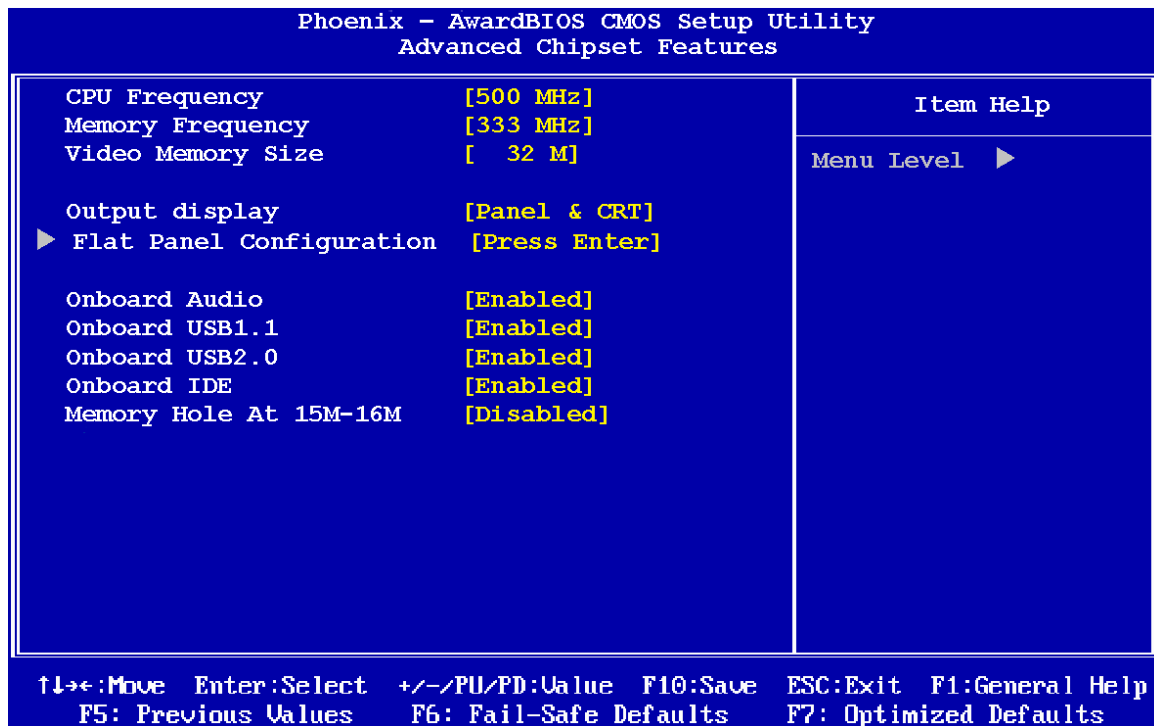 Phoenix – AwardBIOS CMOS Setup Utility
Advanced Chipset Features
CPU Frequency [500 MHz]
Memory Frequency [333 MHz]
Video Memory Size [ 32 M]
Output display [Panel & CRT]
▶ Flat Panel Configuration [Press Enter]
Onboard Audio [Enabled]
Onboard USB1.1 [Enabled]
Onboard USB2.0 [Enabled]
Onboard IDE [Enabled]
Memory Hole At 15M–16M [Disabled]
Item Help
Menu Level ▶
↑↓→←:Move Enter:Select +/-/PU/PD:Value F10:Save ESC:Exit F1:General Help
F5: Previous Values F6: Fail-Safe Defaults F7: Optimized Defaults